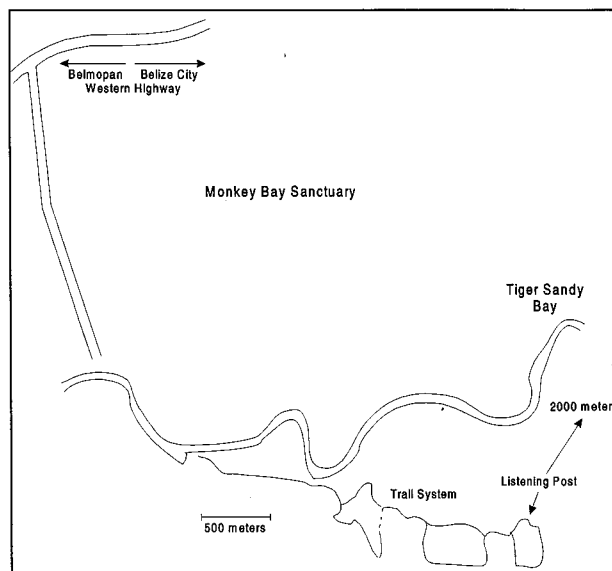 Belmopan Belize City
Western Highway
Monkey Bay Sanctuary
Tiger Sandy
Bay
2000 meter
Listening Post
Trail System
500 meters